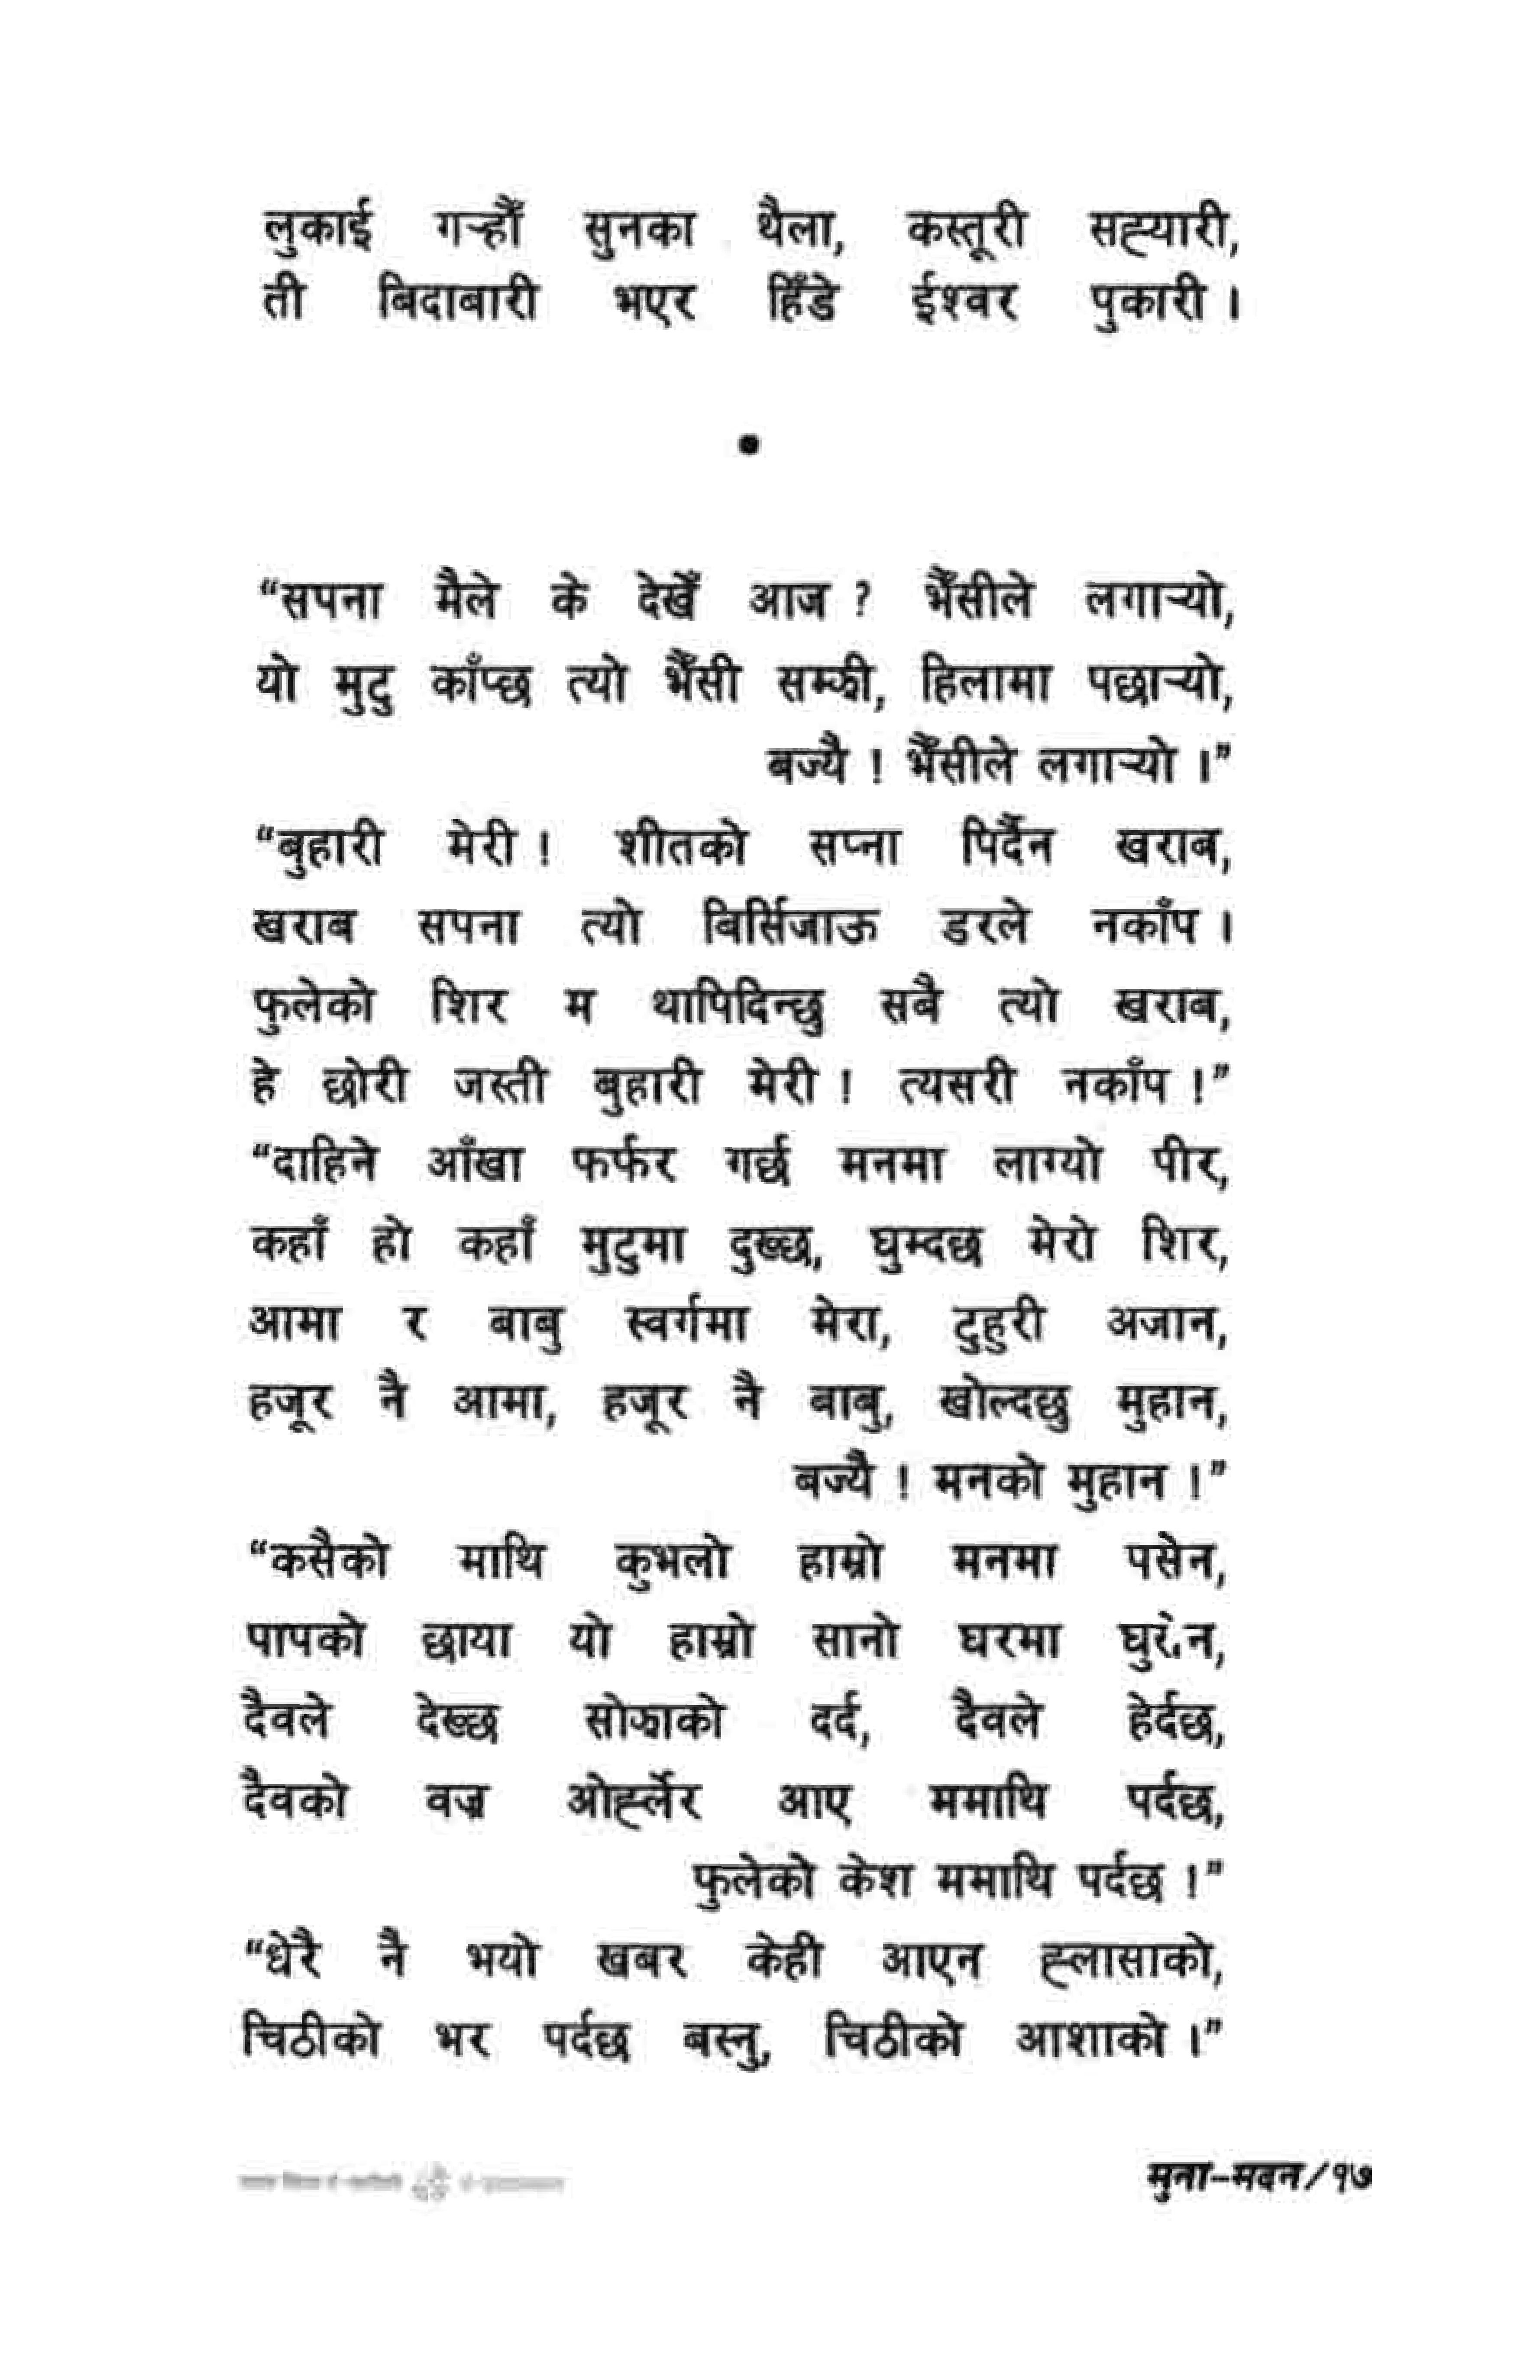 लुकाई गर्‍हौँ सुनका थैला, कस्तूरी सह्यारी,
ती बिदाबारी भएर हिँडे ईश्वर पुकारी ।
•
“सपना मैले के देखेँ आज ? भैँसीले लगार्‍यो,
यो मुटु काँप्छ त्यो भैँसी सम्झी, हिलामा पछार्‍यो,
बज्यै ! भैँसीले लगार्‍यो ।”
“बुहारी मेरी ! शीतको सप्ना पिर्दैन खराब,
खराब सपना त्यो बिर्सिजाऊ डरले नकाँप ।
फुलेको शिर म थापिदिन्छु सबै त्यो खराब,
हे छोरी जस्ती बुहारी मेरी ! त्यसरी नकाँप !”
“दाहिने आँखा फर्फर गर्छ मनमा लाग्यो पीर,
कहाँ हो कहाँ मुटुमा दुख्छ, घुम्दछ मेरो शिर,
आमा र बाबु स्वर्गमा मेरा, टुहुरी अजान,
हजूर नै आमा, हजूर नै बाबु, खोल्दछु मुहान,
बज्यै ! मनको मुहान !”
“कसैको माथि कुभलो हाम्रो मनमा पसेन,
पापको छाया यो हाम्रो सानो घरमा
दैवले देख्छ सोझाको दर्द, दैवले हेर्दछ,
दैवको वज्र ओर्ह्लेर आए ममाथि पर्दछ,
फुलेको केश ममाथि पर्दछ !”
“धेरै नै भयो खबर केही आएन ह्लासाको,
चिठीको भर पर्दछ बस्नु, चिठीको आशाको ।”
मुना-मदन/१७